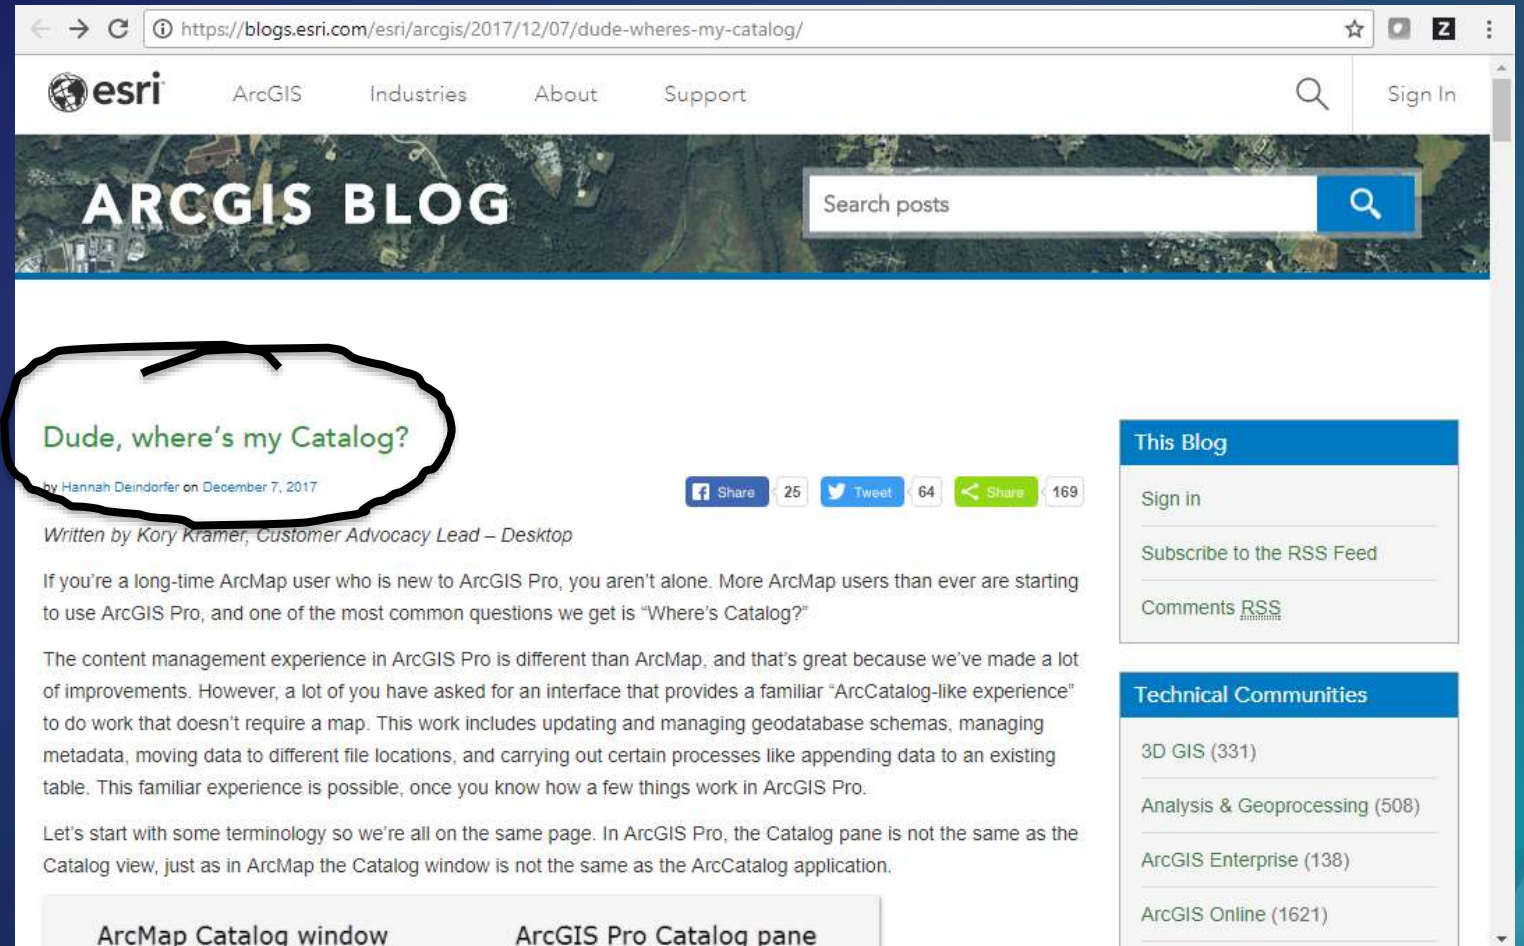 https://blogs.esri.com/esri/arcgis/2017/12/07/dude-wheres-my-catalog/
Z
esri ArcGIS Industries About Support Sign In
ARCGIS BLOG
Search posts
Dude, where's my Catalog?
by Hannah Deindorfer on December 7, 2017
Share 25 Tweet 64 Share 169
Written by Kory Kramer, Customer Advocacy Lead – Desktop
If you're a long-time ArcMap user who is new to ArcGIS Pro, you aren't alone. More ArcMap users than ever are starting
to use ArcGIS Pro, and one of the most common questions we get is “Where's Catalog?”
The content management experience in ArcGIS Pro is different than ArcMap, and that's great because we've made a lot
of improvements. However, a lot of you have asked for an interface that provides a familiar “ArcCatalog-like experience”
to do work that doesn't require a map. This work includes updating and managing geodatabase schemas, managing
metadata, moving data to different file locations, and carrying out certain processes like appending data to an existing
table. This familiar experience is possible, once you know how a few things work in ArcGIS Pro.
Let's start with some terminology so we're all on the same page. In ArcGIS Pro, the Catalog pane is not the same as the
Catalog view, just as in ArcMap the Catalog window is not the same as the ArcCatalog application.
ArcMap Catalog window ArcGIS Pro Catalog pane
This Blog
Sign in
Subscribe to the RSS Feed
Comments RSS
Technical Communities
3D GIS (331)
Analysis & Geoprocessing (508)
ArcGIS Enterprise (138)
ArcGIS Online (1621)